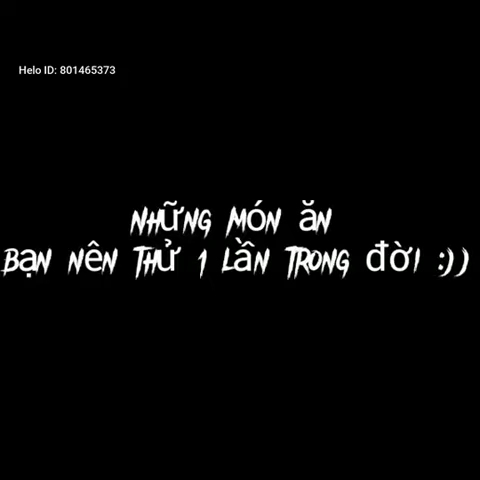 Helo ID: 801465373
NHỮNG MÓN ĂN
BẠN NÊN THỬ 1 LẦN TRONG ĐỜI :))